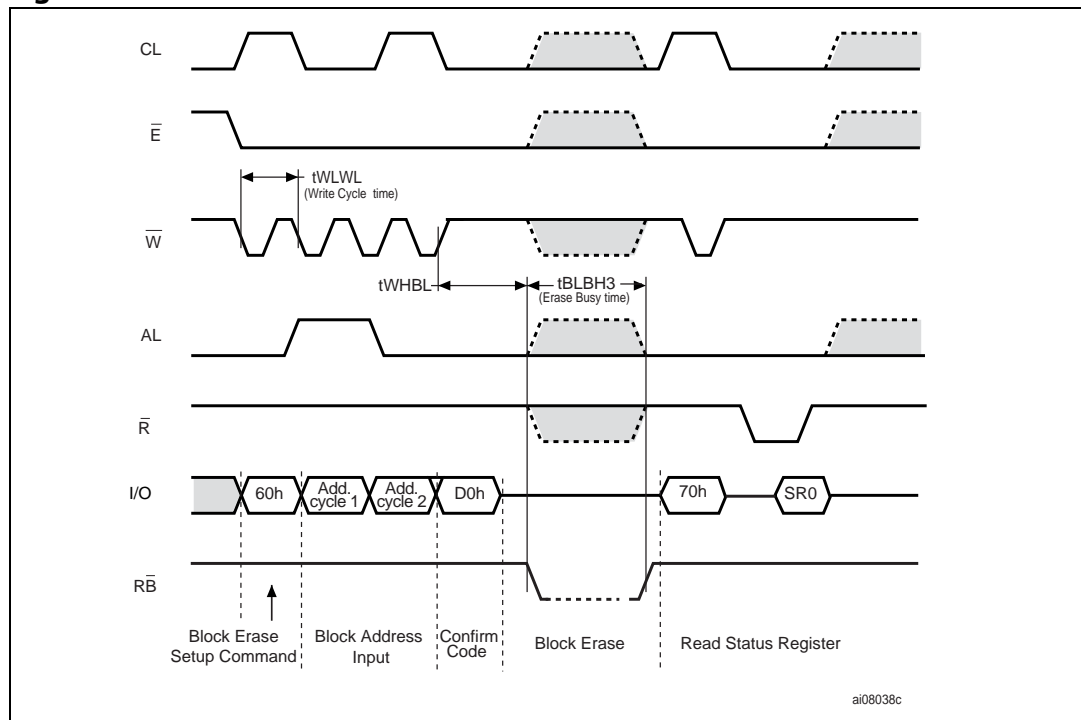 CL
E
tWLWL
(Write Cycle time)
W
tWHBL
tBLBH3
(Erase Busy time)
AL
R
I/O
60h
Add.
cycle 1
Add.
cycle 2
D0h
70h
SR0
RB
Block Erase
Setup Command
Block Address
Input
Confirm
Code
Block Erase
Read Status Register
ai08038c